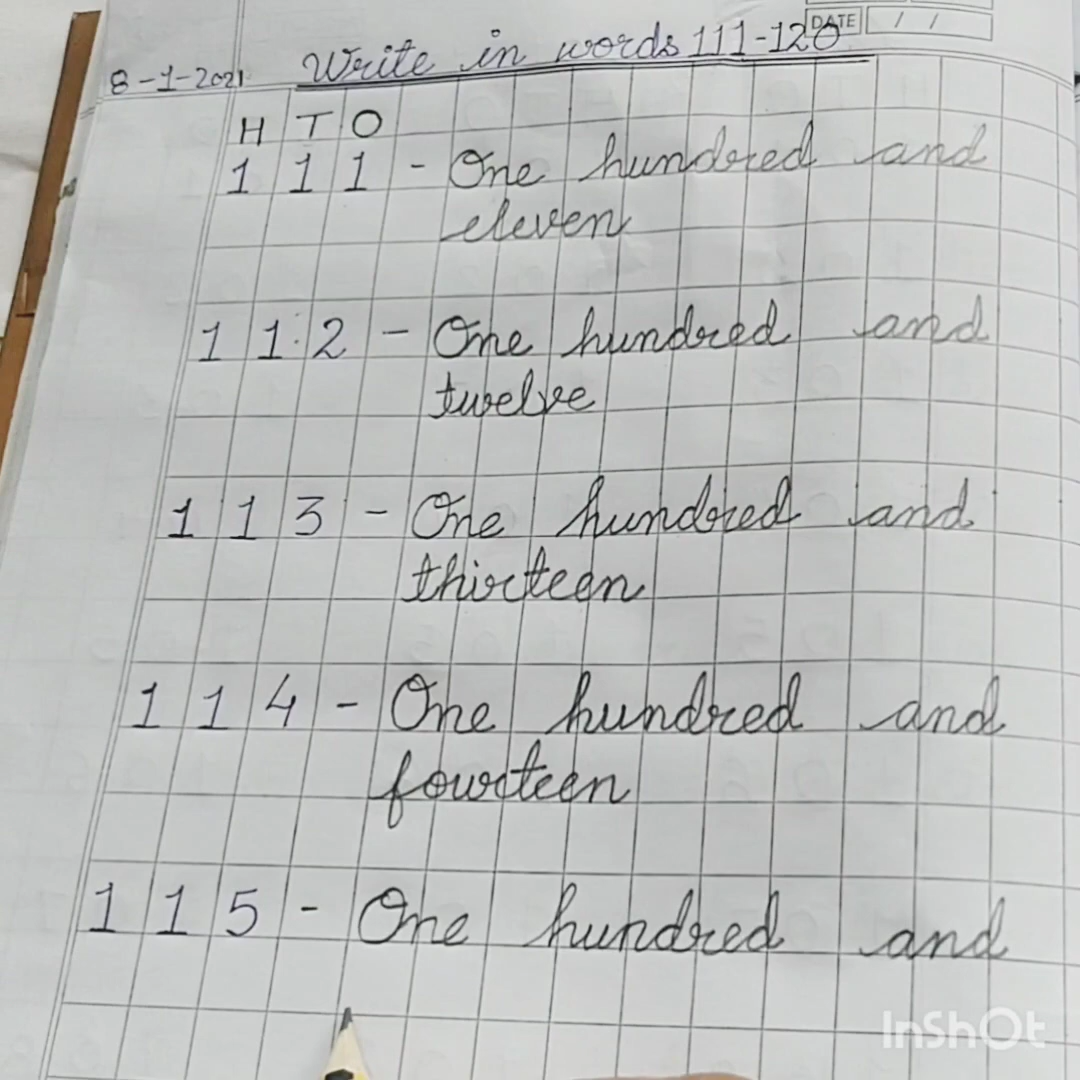 DATE / /
8-1-2021 Write in words 111-120
H T O
1 1 1 - One hundred and
eleven
1 1 2 - One hundred and
twelve
1 1 3 - One hundred and
thirteen
1 1 4 - One hundred and
fourteen
1 1 5 - One hundred and
InShOt